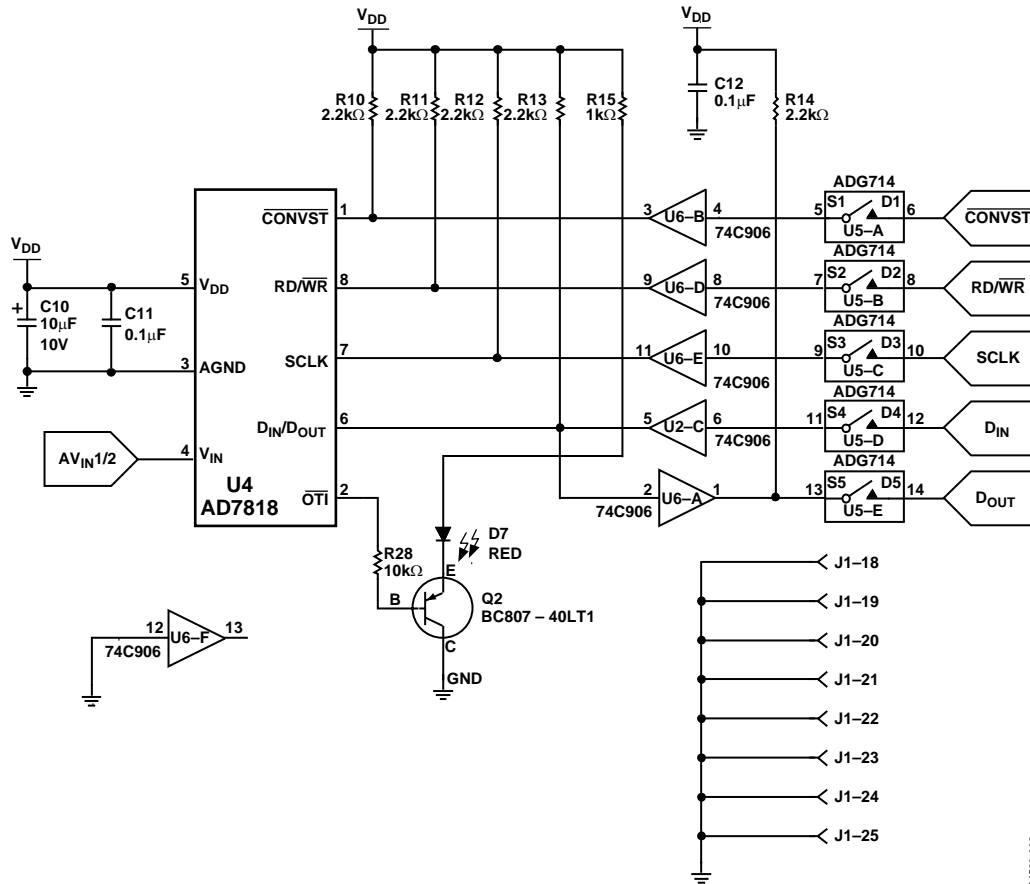 VDD
VDD
R10
2.2kΩ
R11
2.2kΩ
R12
2.2kΩ
R13
2.2kΩ
R15
1kΩ
C12
0.1µF
R14
2.2kΩ
VDD
C10
+
10µF
10V
C11
0.1µF
5
VDD
3
AGND
AVIN1/2
4
VIN
U4
AD7818
CONVST
1
RD/WR
8
SCLK
7
DIN/DOUT
6
OTI
2
3
U6–B
4
74C906
9
U6–D
8
74C906
11
U6–E
10
74C906
5
U2–C
6
74C906
2
U6–A
1
74C906
ADG714
5
S1
D1
6
U5–A
CONVST
ADG714
7
S2
D2
8
U5–B
RD/WR
ADG714
9
S3
D3
10
U5–C
SCLK
ADG714
11
S4
D4
12
U5–D
DIN
ADG714
13
S5
D5
14
U5–E
DOUT
R28
10kΩ
D7
RED
E
B
C
Q2
BC807 – 40LT1
GND
12
U6–F
13
74C906
J1–18
J1–19
J1–20
J1–21
J1–22
J1–23
J1–24
J1–25